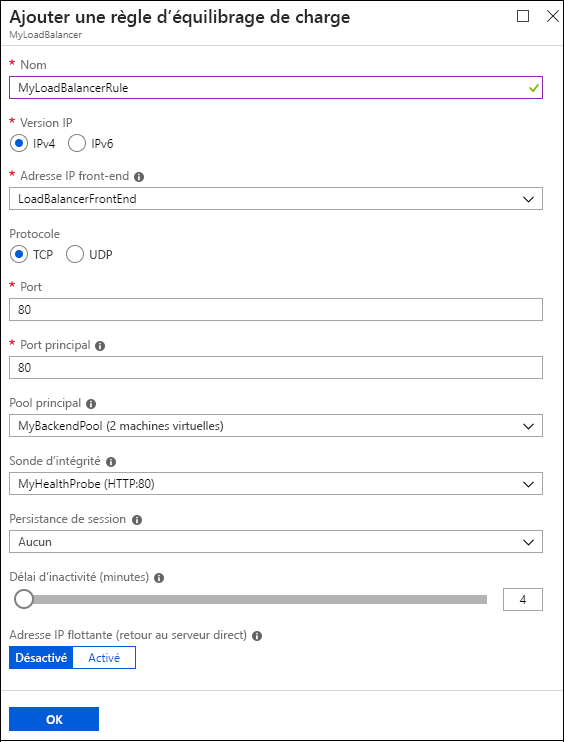 Ajouter une règle d’équilibrage de charge
MyLoadBalancer
* Nom
MyLoadBalancerRule
* Version IP
IPv4 IPv6
* Adresse IP front-end
LoadBalancerFrontEnd
Protocole
TCP UDP
* Port
80
* Port principal
80
Pool principal
MyBackendPool (2 machines virtuelles)
Sonde d’intégrité
MyHealthProbe (HTTP:80)
Persistance de session
Aucun
Délai d’inactivité (minutes)
4
Adresse IP flottante (retour au serveur direct)
Désactivé Activé
OK